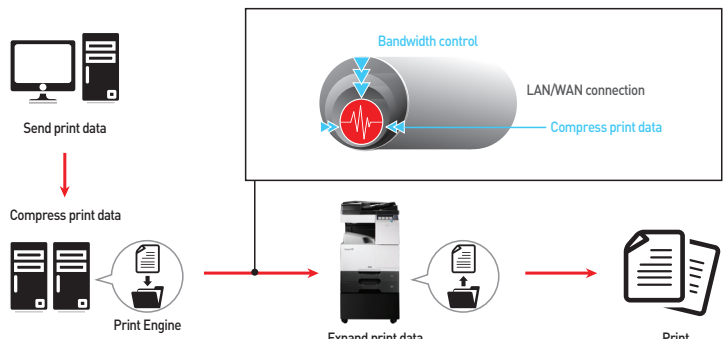 Bandwidth control
LAN/WAN connection
Compress print data
Send print data
Compress print data
Print Engine
Expand print data
Print